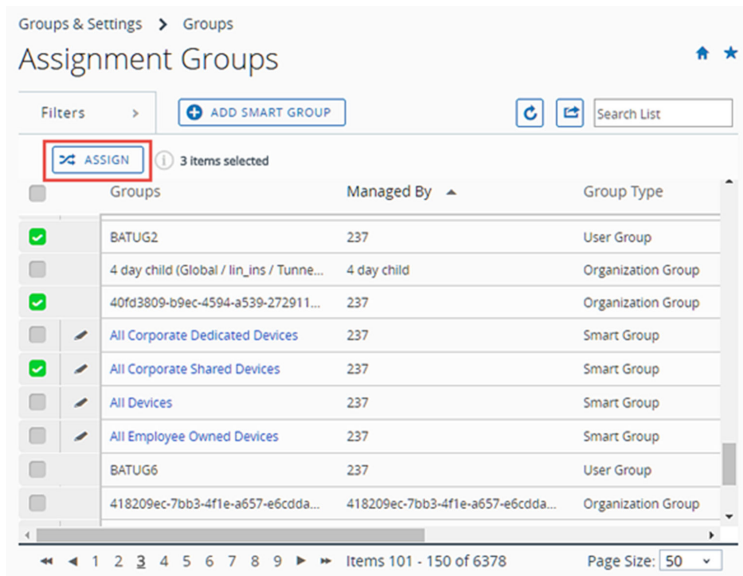 Groups & Settings > Groups
Assignment Groups
Filters >
ADD SMART GROUP
Search List
ASSIGN
3 items selected
Groups Managed By Group Type
BATUG2 237 User Group
4 day child (Global / lin_ins / Tunne... 4 day child Organization Group
40fd3809-b9ec-4594-a539-272911... 237 Organization Group
All Corporate Dedicated Devices 237 Smart Group
All Corporate Shared Devices 237 Smart Group
All Devices 237 Smart Group
All Employee Owned Devices 237 Smart Group
BATUG6 237 User Group
418209ec-7bb3-4f1e-a657-e6cdda... 418209ec-7bb3-4f1e-a657-e6cdda... Organization Group
1 2 3 4 5 6 7 8 9 Items 101 - 150 of 6378 Page Size: 50